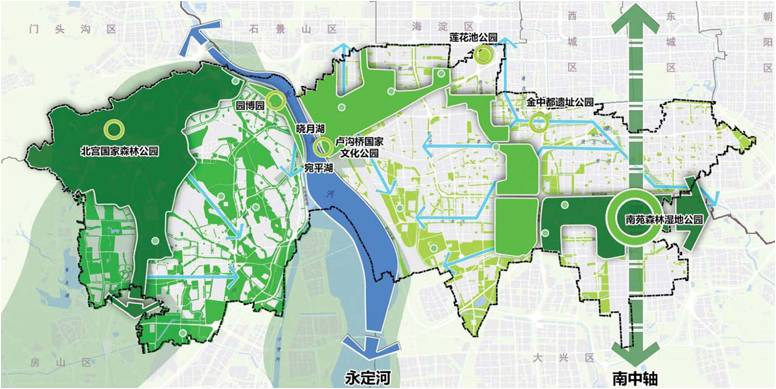 门头沟区
石景山区
海淀区
西城区
东城区
朝阳区
莲花池公园
园博园
金中都遗址公园
晓月湖
北宫国家森林公园
卢沟桥国家
文化公园
宛平湖
河
南苑森林湿地公园
房山区
大兴区
永定河
南中轴